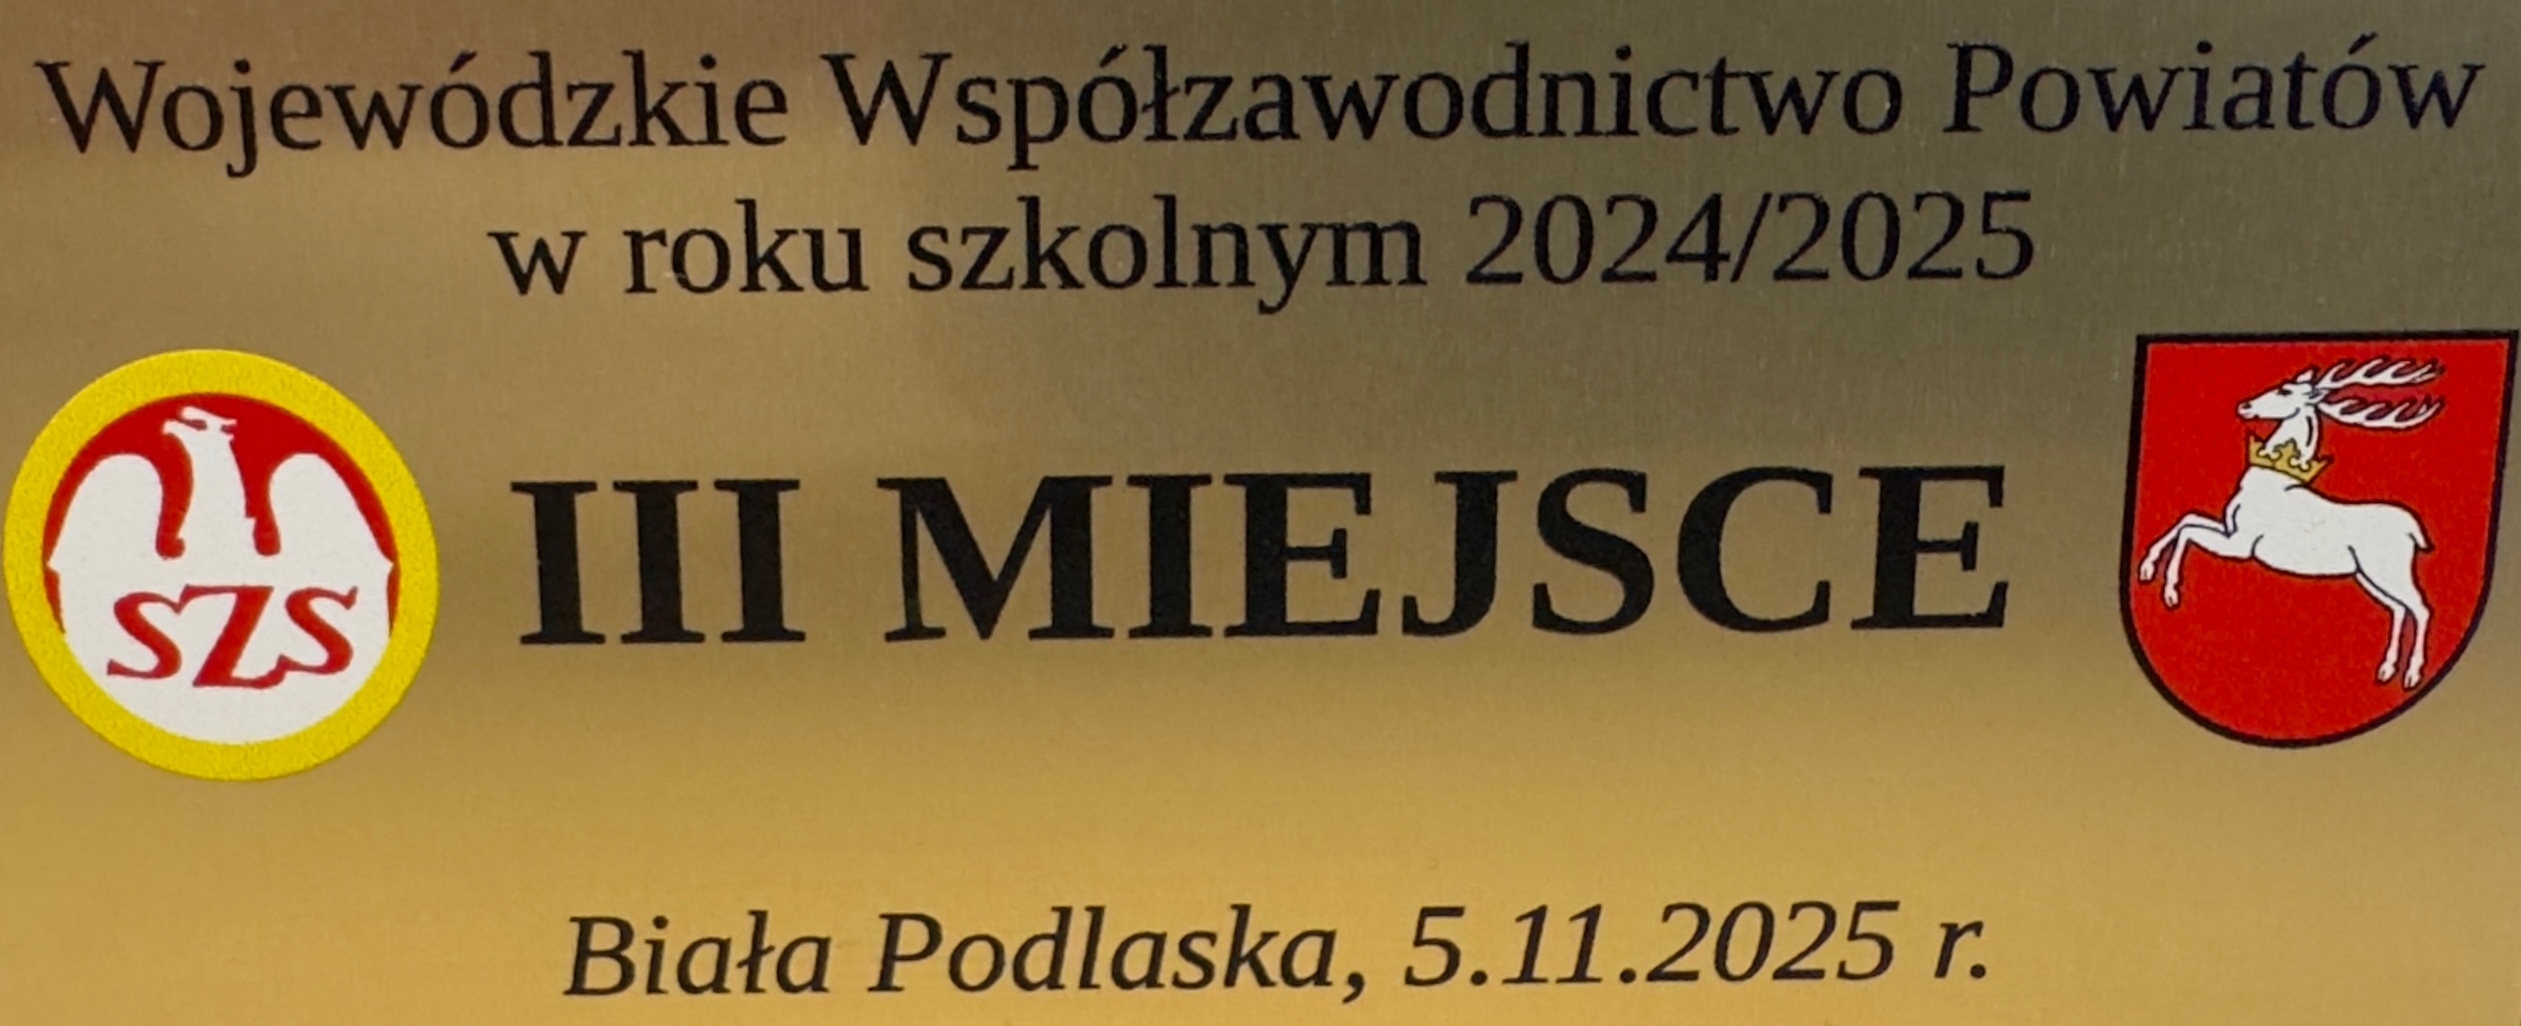 Wojewódzkie Współzawodnictwo Powiatów
w roku szkolnym 2024/2025
SZS
III MIEJSCE
Biała Podlaska, 5.11.2025 r.